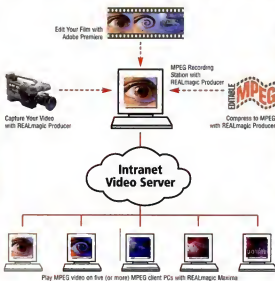 Edit Your Film with
Adobe Premiere
MPEG Recording
Station with
REALmagic Producer
Capture Your Video
with REALmagic Producer
EDITABLE
MPEG
Compress to MPEG
with REALmagic Producer
Intranet
Video Server
Play MPEG video on five (or more) MPEG client PCs with REALmagic Maxima